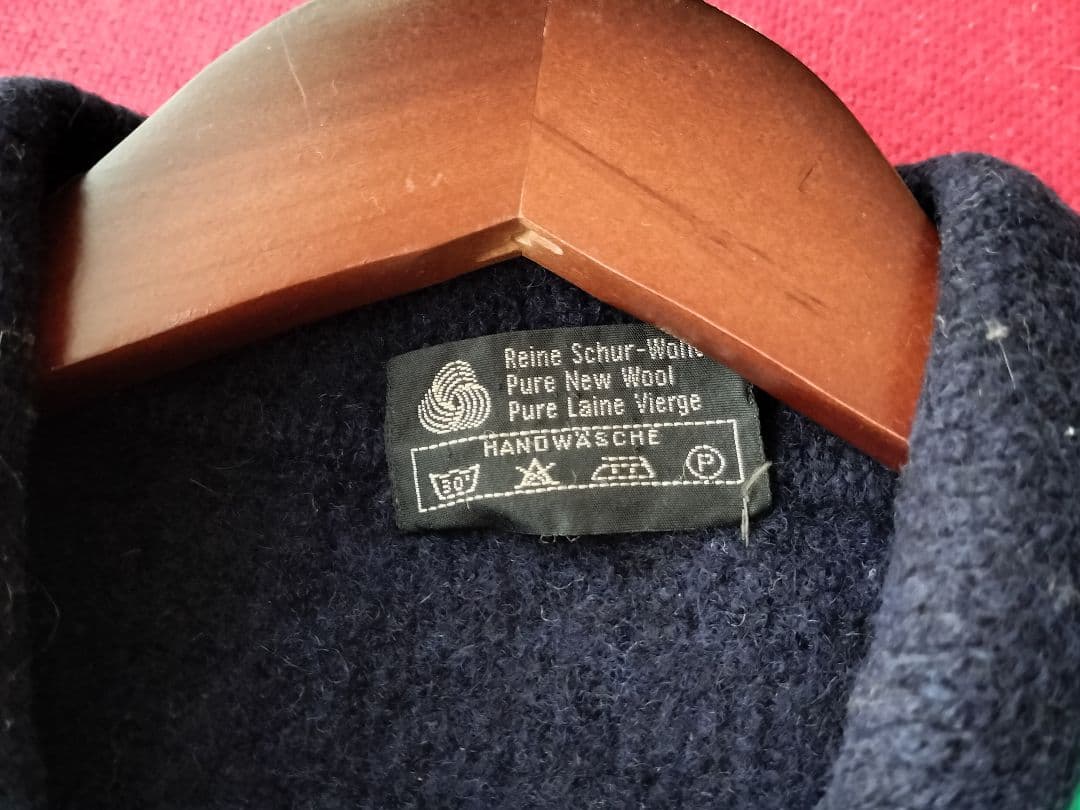 Reine Schur-Wolle
Pure New Wool
Pure Laine Vierge
HANDWÄSCHE
30° P